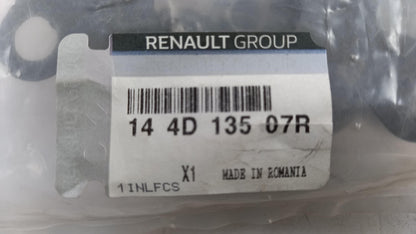 RENAULT GROUP
14 4D 135 07R
X1 MADE IN ROMANIA
1INLFCS